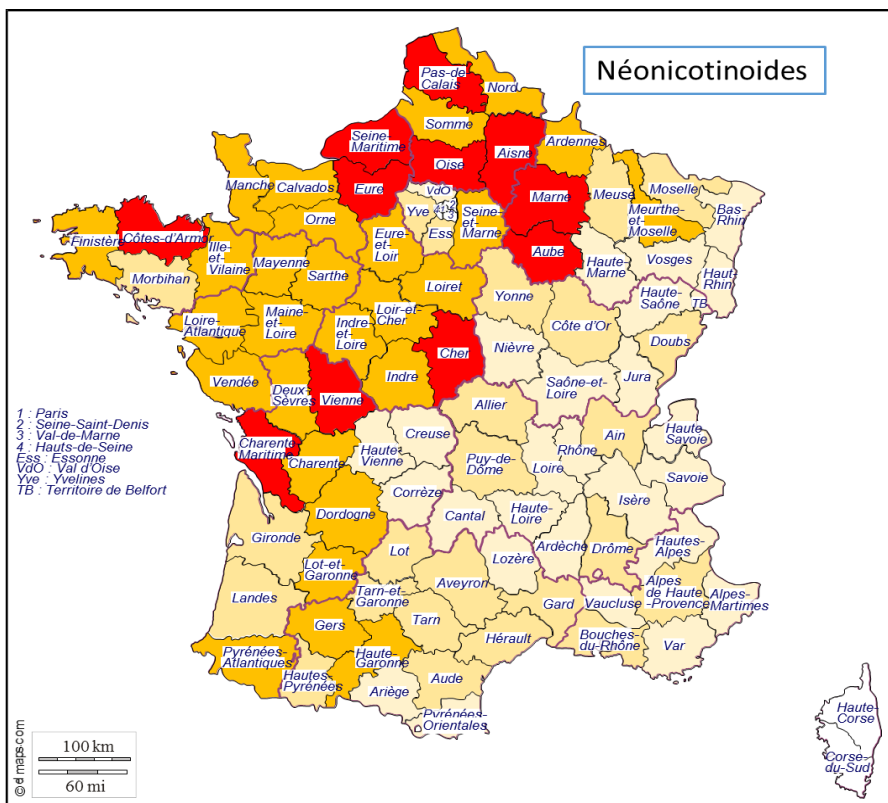 Néonicotinoides
Pas-de
Calais
Nord
Somme
Seine-
Maritime
Oise
Aisne
Ardennes
Manche
Calvados
Eure
VdO
Marne
Meuse
Moselle
Meurthe-et
Moselle
Bas-
Rhin
Orne
Yve
Ess
Seine-et
Marne
Finistère
Côtes-d'Armor
Ille-et
Vilaine
Mayenne
Eure-
et-
Loir
Aube
Haute-
Marne
Vosges
Haut-
Rhin
Morbihan
Sarthe
Loiret
Yonne
Haute-
Saône
TB
Loire-
Atlantique
Maine-
et-Loire
Indre-
et-Loire
Loir-et
Cher
Côte d'Or
Doubs
Vendée
Deux-
Sèvres
Vienne
Indre
Cher
Nièvre
Saône-et-
Loire
Jura
1 : Paris
2 : Seine-Saint-Denis
3 : Val-de-Marne
4 : Hauts-de-Seine
Ess : Essonne
VdO : Val d'Oise
Yve : Yvelines
TB : Territoire de Belfort
Charente
Maritime
Charente
Haute-
Vienne
Creuse
Allier
Puy-de-
Dôme
Loire
Rhône
Ain
Haute
Savoie
Savoie
Corrèze
Dordogne
Cantal
Haute-
Loire
Ardèche
Isère
Drôme
Hautes-
Alpes
Gironde
Lot-et-
Garonne
Lot
Lozère
Aveyron
Landes
Tarn-et-
Garonne
Tarn
Gard
Vaucluse
Alpes
de Haute
-Provence
Alpes-
Martimes
Gers
Haute-
Garonne
Hérault
Bouches-
du-Rhône
Var
Pyrénées-
Atlantiques
Hautes-
Pyrénées
Ariège
Aude
Pyrénées-
Orientales
Haute-
Corse
Corse-
du-Sud
100 km
60 mi
© d maps.com